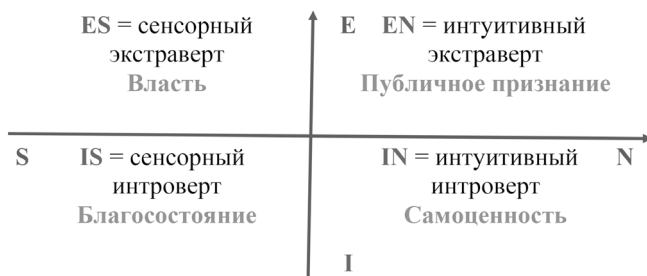 ES = сенсорный
экстраверт
Власть
E
EN = интуитивный
экстраверт
Публичное признание
S
IS = сенсорный
интроверт
Благосостояние
IN = интуитивный
интроверт
Самоценность
N
I